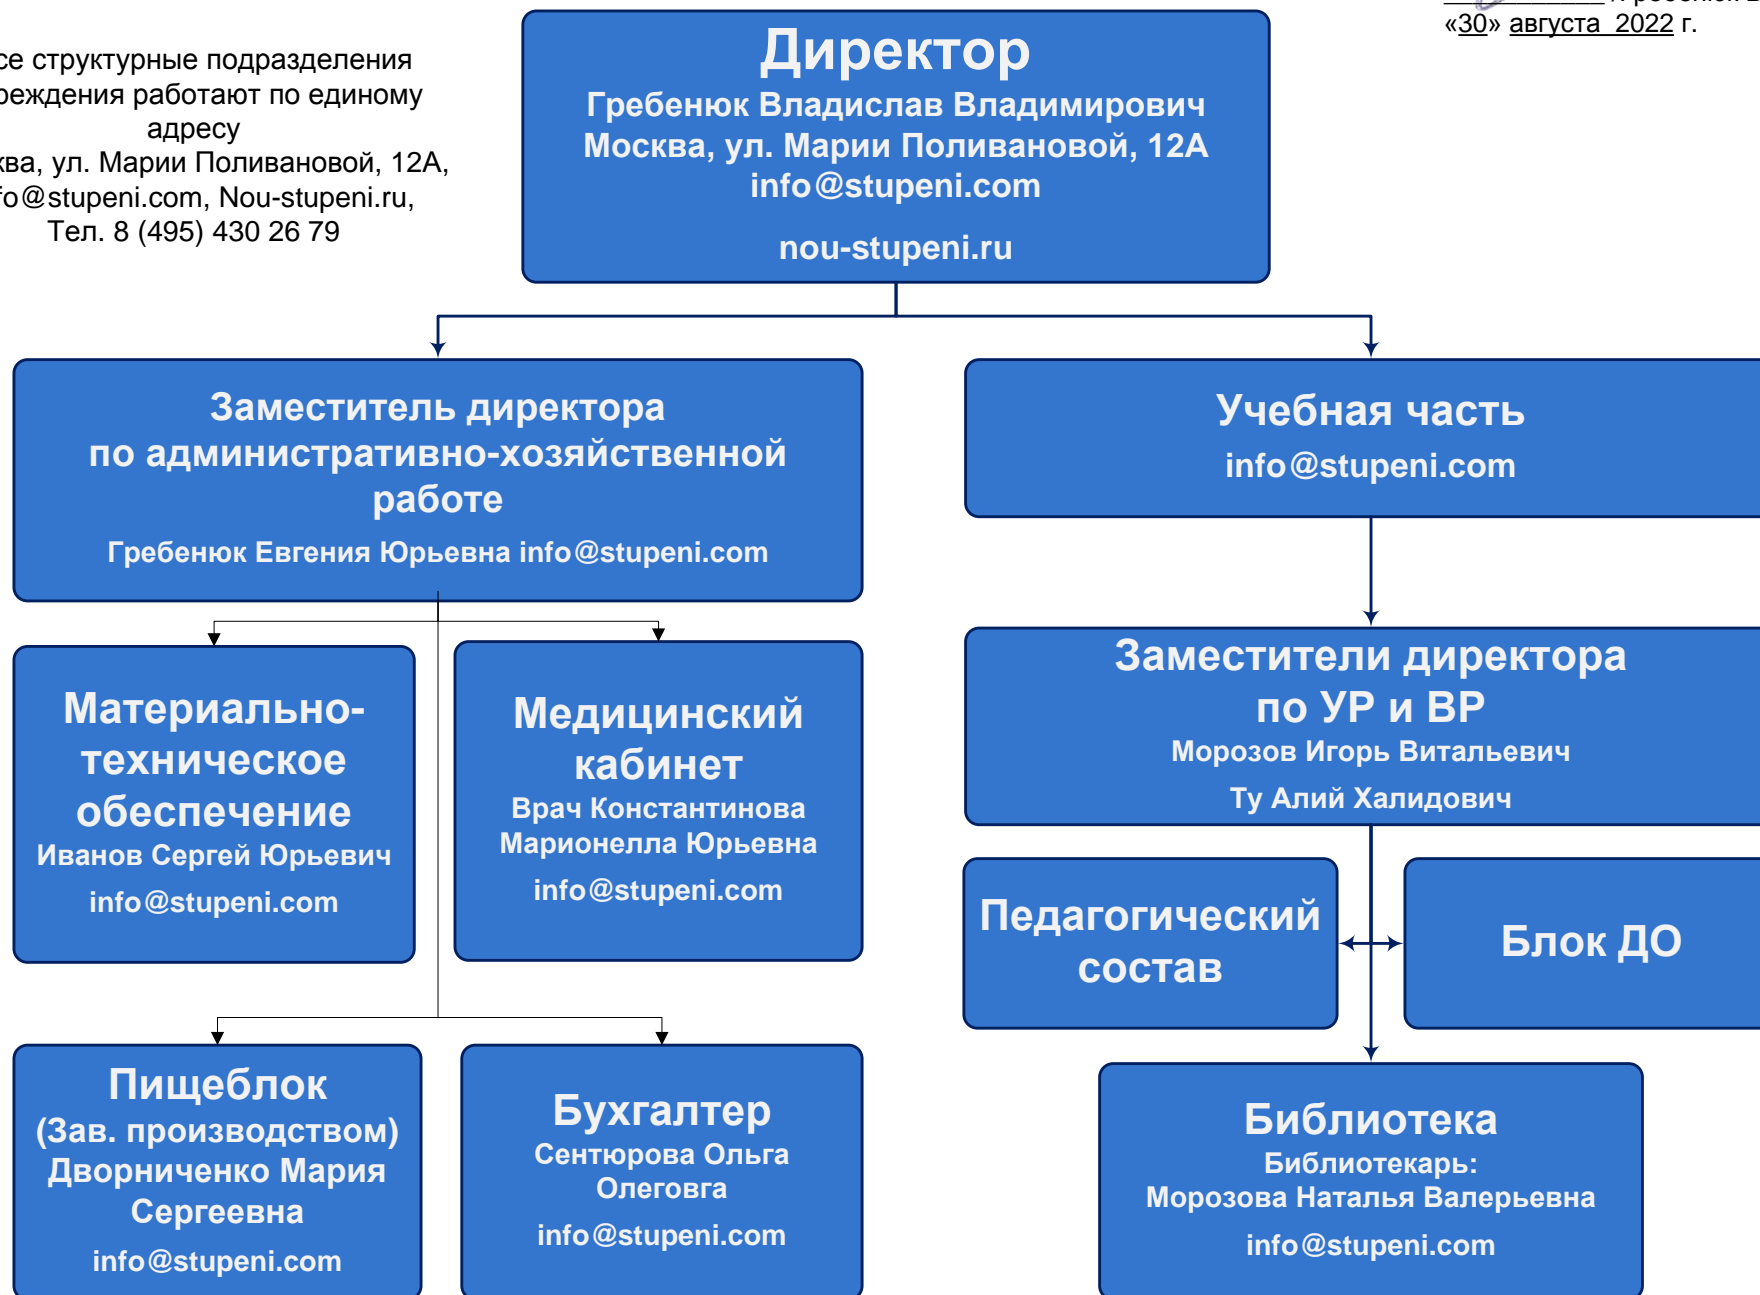 се структурные подразделения
реждения работают по единому
адресу
ква, ул. Марии Поливановой, 12А,
fo@stupeni.com, Nou-stupeni.ru,
Тел. 8 (495) 430 26 79
«30» августа 2022 г.
Директор
Гребенюк Владислав Владимирович
Москва, ул. Марии Поливановой, 12А
info@stupeni.com
nou-stupeni.ru
Заместитель директора
по административно-хозяйственной
работе
Гребенюк Евгения Юрьевна info@stupeni.com
Учебная часть
info@stupeni.com
Материально-
техническое
обеспечение
Иванов Сергей Юрьевич
info@stupeni.com
Медицинский
кабинет
Врач Константинова
Марионелла Юрьевна
info@stupeni.com
Заместители директора
по УР и ВР
Морозов Игорь Витальевич
Ту Алий Халидович
Педагогический
состав
Блок ДО
Пищеблок
(Зав. производством)
Дворниченко Мария
Сергеевна
info@stupeni.com
Бухгалтер
Сентюрова Ольга
Олеговга
info@stupeni.com
Библиотека
Библиотекарь:
Морозова Наталья Валерьевна
info@stupeni.com